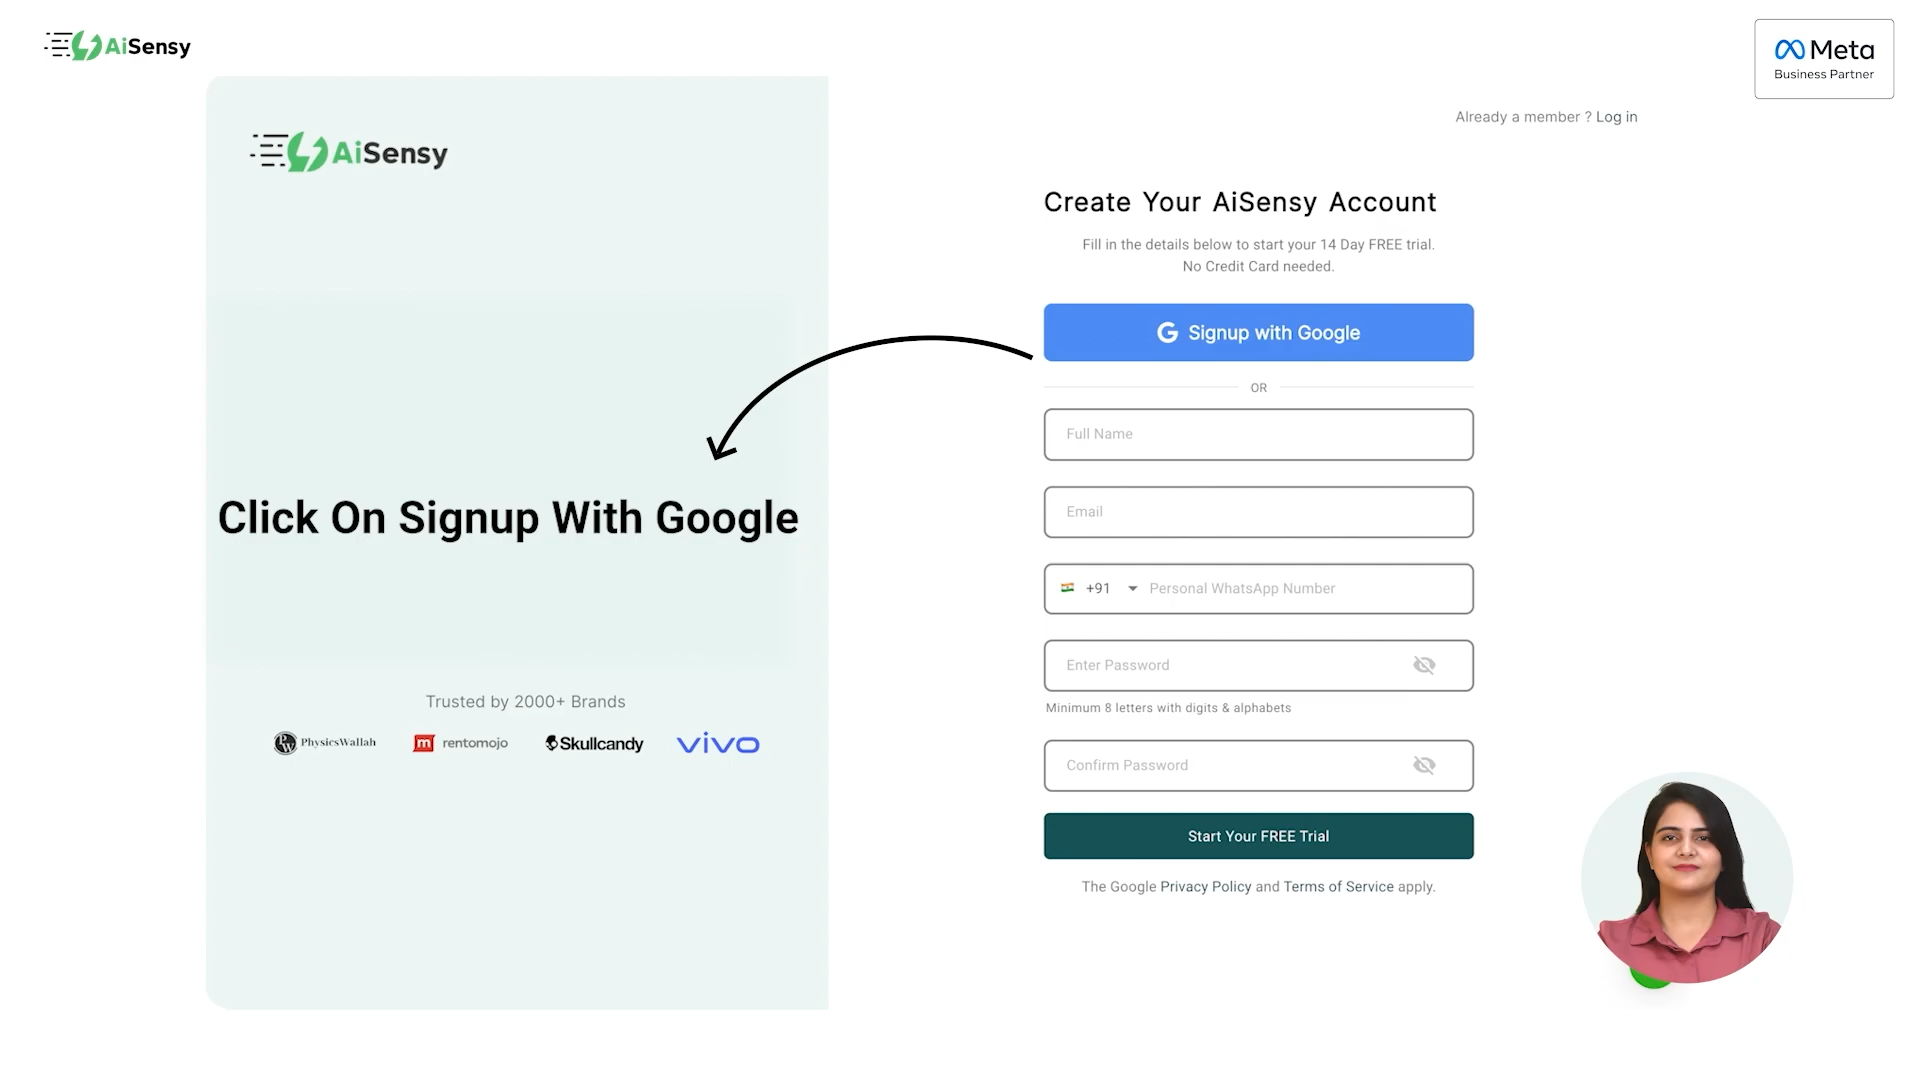 AiSensy
Meta
Business Partner
Already a member ? Log in
AiSensy
Create Your AiSensy Account
Fill in the details below to start your 14 Day FREE trial.
No Credit Card needed.
Signup with Google
OR
Full Name
Email
+91 Personal WhatsApp Number
Enter Password
Minimum 8 letters with digits & alphabets
Confirm Password
Start Your FREE Trial
The Google Privacy Policy and Terms of Service apply.
Click On Signup With Google
Trusted by 2000+ Brands
PW PhysicsWallah m rentomojo Skullcandy vivo